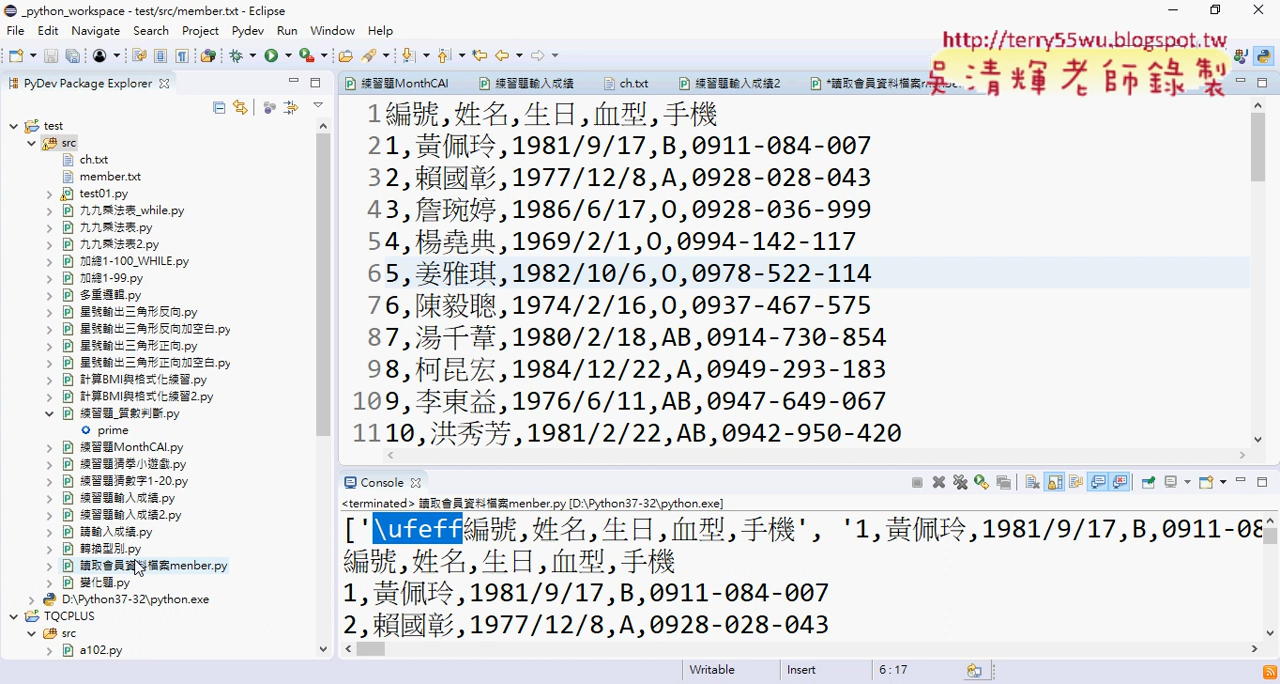 _python_workspace - test/src/member.txt - Eclipse
File Edit Navigate Search Project Pydev Run Window Help
http://terry55wu.blogspot.tw
吳清輝老師錄製
PyDev Package Explorer
練習題MonthCAI
練習題輸入成績
ch.txt
練習題輸入成績2
*讀取會員資料檔案
test
src
ch.txt
member.txt
test01.py
九九乘法表_while.py
九九乘法表.py
九九乘法表2.py
加總1-100_WHILE.py
加總1-99.py
多重邏輯.py
星號輸出三角形反向.py
星號輸出三角形反向加空白.py
星號輸出三角形正向.py
星號輸出三角形正向加空白.py
計算BMI與格式化練習.py
計算BMI與格式化練習2.py
練習題_質數判斷.py
prime
練習題MonthCAI.py
練習題猜拳小遊戲.py
練習題猜數字1-20.py
練習題輸入成績.py
練習題輸入成績2.py
請輸入成績.py
轉換型別.py
讀取會員資料檔案menber.py
變化題.py
D:\Python37-32\python.exe
TQCPLUS
src
a102.py
1 編號,姓名,生日,血型,手機
2 1,黃佩玲,1981/9/17,B,0911-084-007
3 2,賴國彰,1977/12/8,A,0928-028-043
4 3,詹琬婷,1986/6/17,O,0928-036-999
5 4,楊堯典,1969/2/1,O,0994-142-117
6 5,姜雅琪,1982/10/6,O,0978-522-114
7 6,陳毅聰,1974/2/16,O,0937-467-575
8 7,湯千葦,1980/2/18,AB,0914-730-854
9 8,柯昆宏,1984/12/22,A,0949-293-183
10 9,李東益,1976/6/11,AB,0947-649-067
11 10,洪秀芳,1981/2/22,AB,0942-950-420
Console
<terminated> 讀取會員資料檔案menber.py [D:\Python37-32\python.exe]
['\ufeff編號,姓名,生日,血型,手機', '1,黃佩玲,1981/9/17,B,0911-08
編號,姓名,生日,血型,手機
1,黃佩玲,1981/9/17,B,0911-084-007
2,賴國彰,1977/12/8,A,0928-028-043
Writable Insert 6 : 17